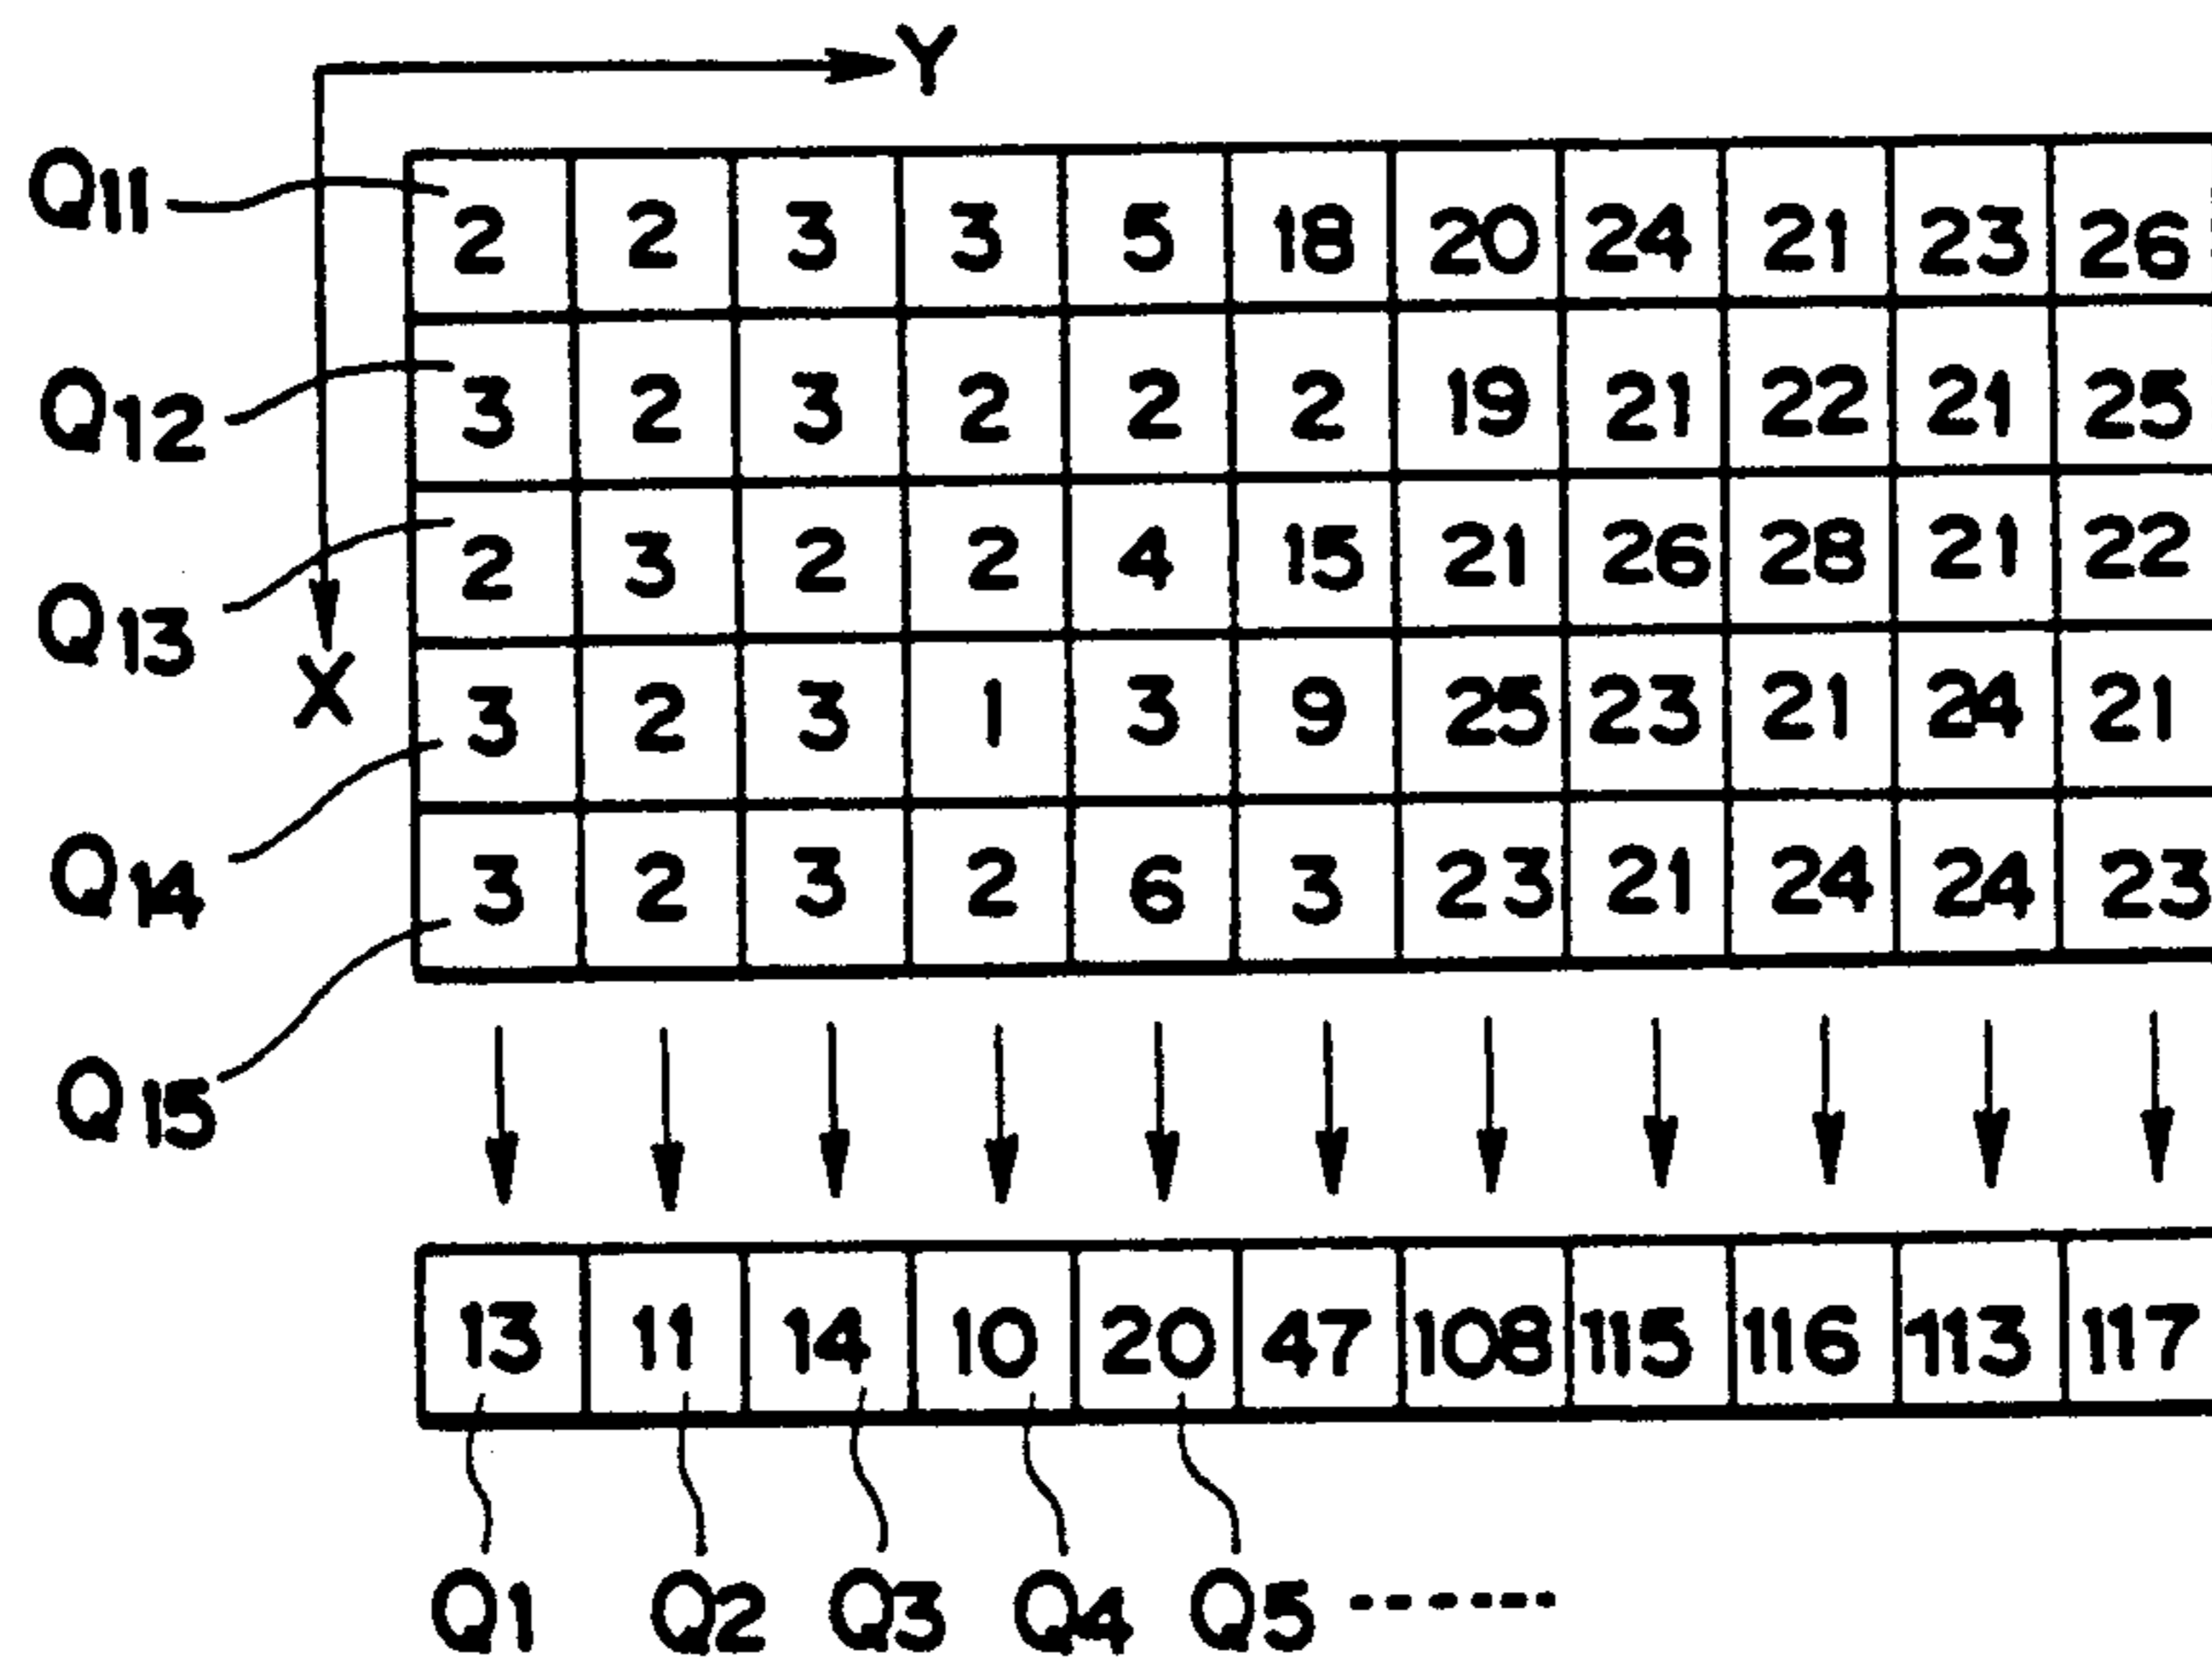 Y
Q11 2 2 3 3 5 18 20 24 21 23 26
Q12 3 2 3 2 2 2 19 21 22 21 25
Q13 2 3 2 2 4 15 21 26 28 21 22
X
Q14 3 2 3 1 3 9 25 23 21 24 21
Q15 3 2 3 2 6 3 23 21 24 24 23
13 11 14 10 20 47 108 115 116 113 117
Q1 Q2 Q3 Q4 Q5 ------